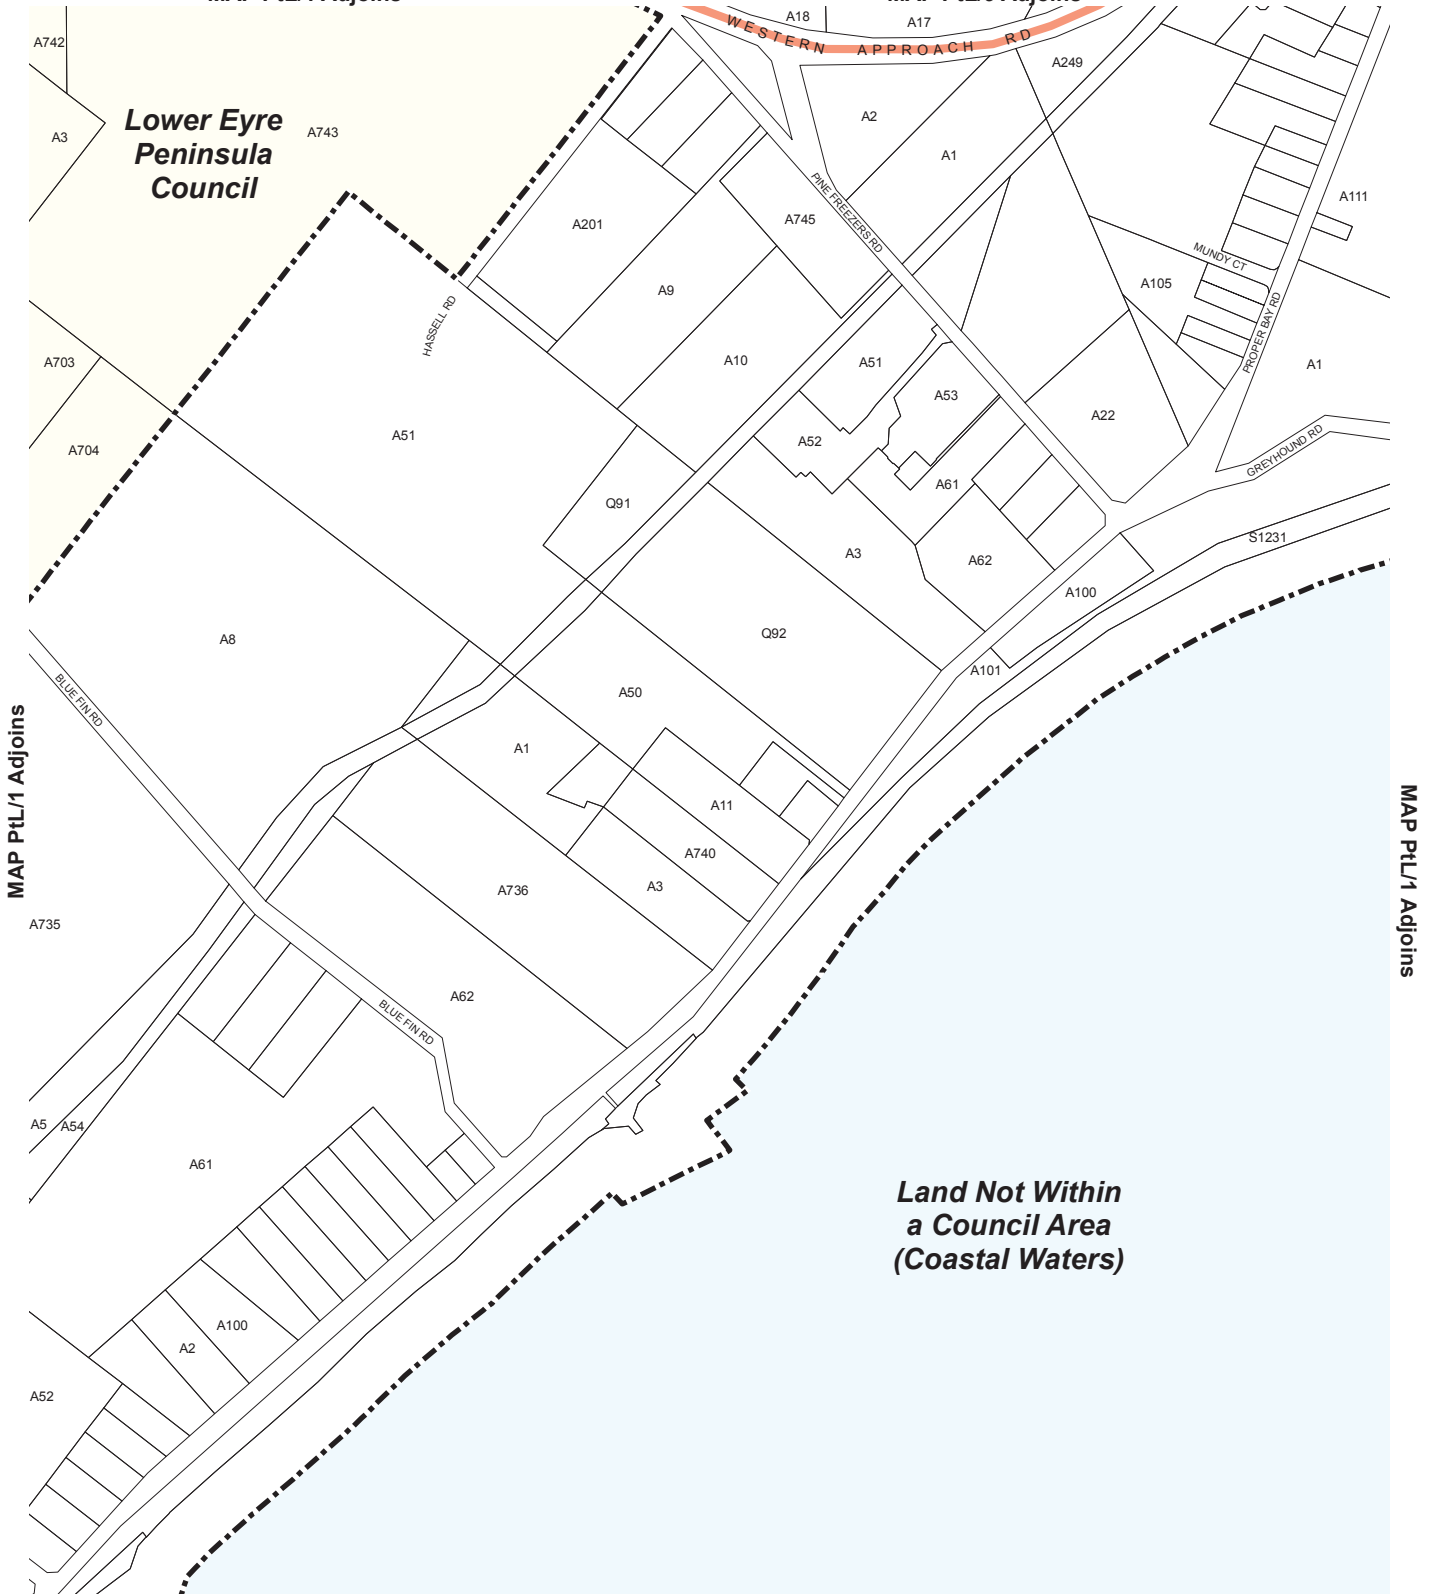 A18
A17
WESTERN APPROACH RD
A742
A249
Lower Eyre
Peninsula
Council
A743
A3
A2
A1
PINE FREEZERS RD
A111
A201
A745
MUNDY CT
A105
A9
HASSELL RD
PROPER BAY RD
A703
A10
A51
A1
A53
A22
A51
A52
A704
GREYHOUND RD
A61
Q91
S1231
A3
A62
A100
A8
Q92
A101
BLUE FIN RD
A50
MAP PtL/1 Adjoins
A1
MAP PtL/1 Adjoins
A11
A740
A3
A736
A735
A62
BLUE FIN RD
A5
A54
A61
Land Not Within
a Council Area
(Coastal Waters)
A100
A2
A52